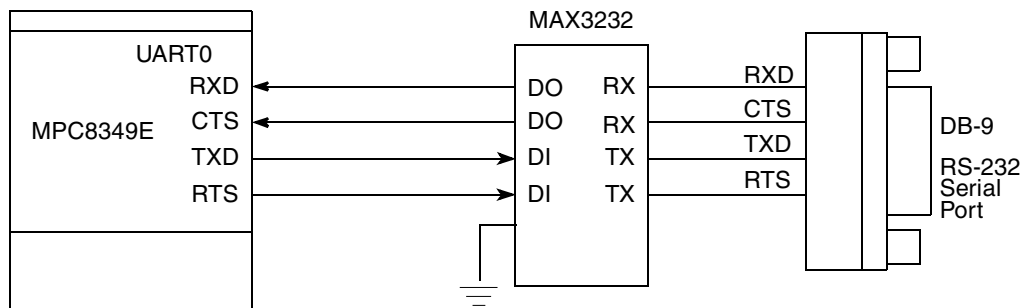 MAX3232
UART0
RXD DO RX RXD
CTS DO RX CTS
MPC8349E
TXD DI TX TXD
RTS DI TX RTS
DB-9
RS-232
Serial
Port